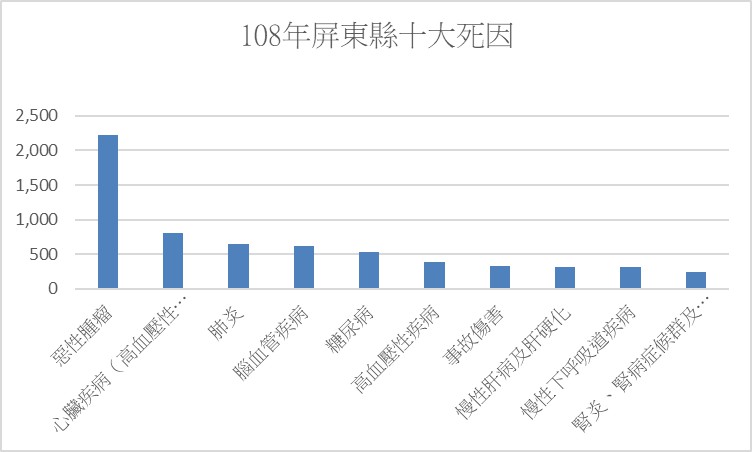 108年屏東縣十大死因
2,500
2,000
1,500
1,000
500
0
惡性腫瘤
心臟疾病（高血壓性…
肺炎
腦血管疾病
糖尿病
高血壓性疾病
事故傷害
慢性肝病及肝硬化
慢性下呼吸道疾病
腎炎、腎病症候群及…